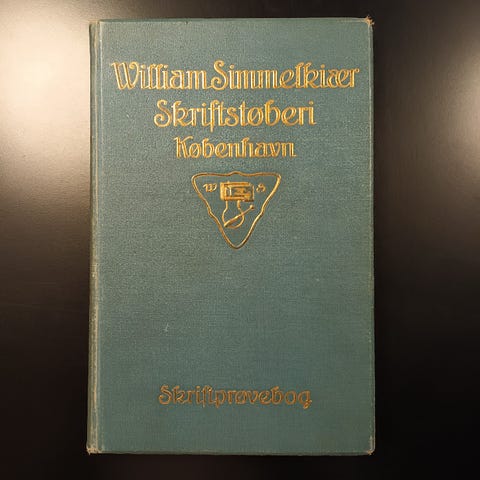 William Simmelkiær
Skriftstøberi
København
W S
Skriftprøvebog